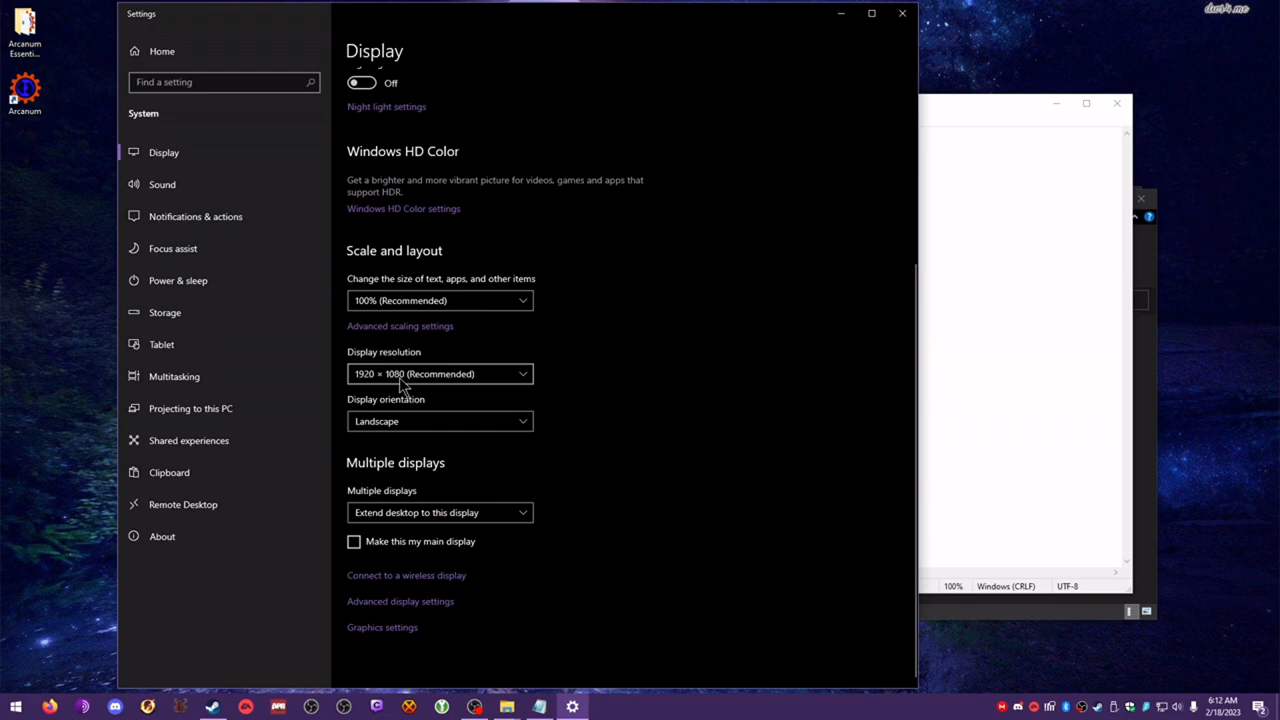 dws4.me
Arcanum
Essenti...
Arcanum
Settings
Home
Find a setting
System
Display
Sound
Notifications & actions
Focus assist
Power & sleep
Storage
Tablet
Multitasking
Projecting to this PC
Shared experiences
Clipboard
Remote Desktop
About
Display
Off
Night light settings
Windows HD Color
Get a brighter and more vibrant picture for videos, games and apps that
support HDR.
Windows HD Color settings
Scale and layout
Change the size of text, apps, and other items
100% (Recommended)
Advanced scaling settings
Display resolution
1920 × 1080 (Recommended)
Display orientation
Landscape
Multiple displays
Multiple displays
Extend desktop to this display
Make this my main display
Connect to a wireless display
Advanced display settings
Graphics settings
100% Windows (CRLF) UTF-8
6:12 AM
2/18/2023